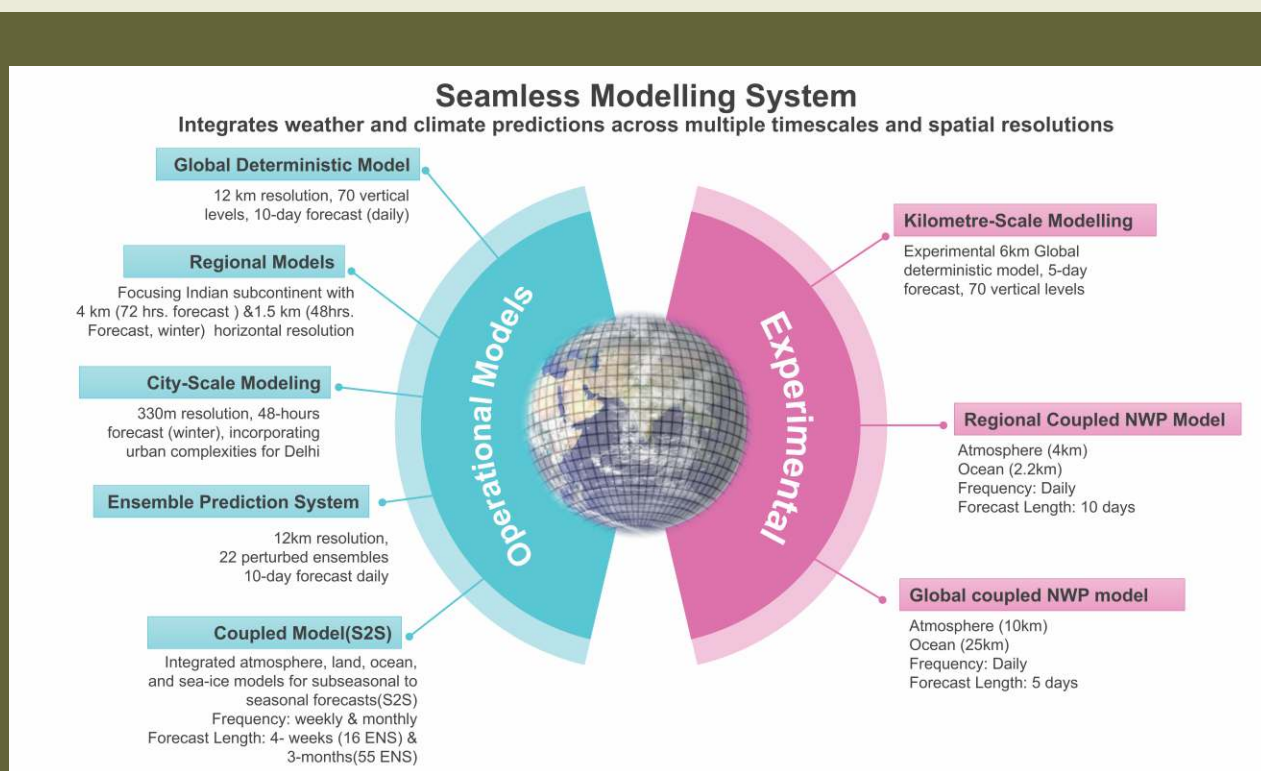 Seamless Modelling System
Integrates weather and climate predictions across multiple timescales and spatial resolutions
Global Deterministic Model
12 km resolution, 70 vertical
levels, 10-day forecast (daily)
Regional Models
Focusing Indian subcontinent with
4 km (72 hrs. forecast ) &1.5 km (48hrs.
Forecast, winter) horizontal resolution
City-Scale Modeling
330m resolution, 48-hours
forecast (winter), incorporating
urban complexities for Delhi
Ensemble Prediction System
12km resolution,
22 perturbed ensembles
10-day forecast daily
Coupled Model(S2S)
Integrated atmosphere, land, ocean,
and sea-ice models for subseasonal to
seasonal forecasts(S2S)
Frequency: weekly & monthly
Forecast Length: 4- weeks (16 ENS) &
3-months(55 ENS)
Operational Models
Experimental
Kilometre-Scale Modelling
Experimental 6km Global
deterministic model, 5-day
forecast, 70 vertical levels
Regional Coupled NWP Model
Atmosphere (4km)
Ocean (2.2km)
Frequency: Daily
Forecast Length: 10 days
Global coupled NWP model
Atmosphere (10km)
Ocean (25km)
Frequency: Daily
Forecast Length: 5 days